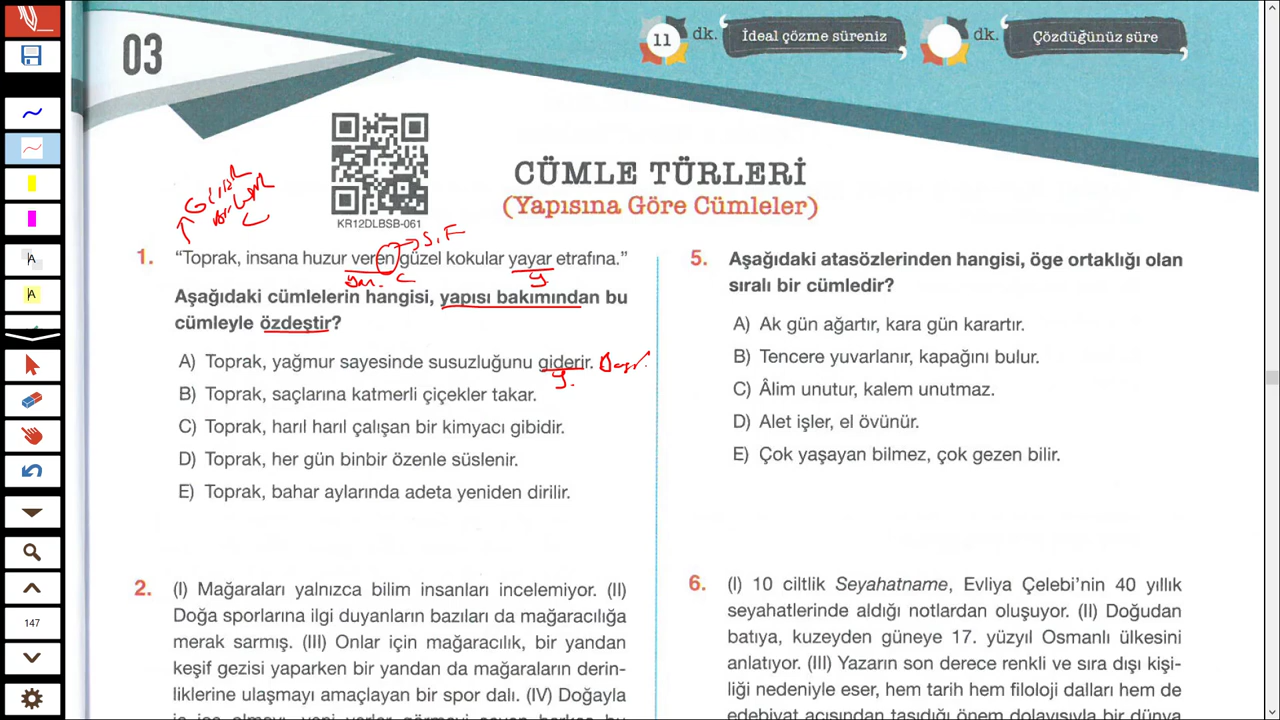 03
11 dk. İdeal çözme süreniz
dk. Çözdüğünüz süre
KR12DLBSB-061
CÜMLE TÜRLERİ
(Yapısına Göre Cümleler)
Girişik
C
S.F
1. “Toprak, insana huzur veren güzel kokular yayar etrafına.”
y
Aşağıdaki cümlelerin hangisi, yapısı bakımından bu
cümleyle özdeştir?
A) Toprak, yağmur sayesinde susuzluğunu giderir.
y.
B) Toprak, saçlarına katmerli çiçekler takar.
C) Toprak, harıl harıl çalışan bir kimyacı gibidir.
D) Toprak, her gün binbir özenle süslenir.
E) Toprak, bahar aylarında adeta yeniden dirilir.
2. (I) Mağaraları yalnızca bilim insanları incelemiyor. (II)
Doğa sporlarına ilgi duyanların bazıları da mağaracılığa
merak sarmış. (III) Onlar için mağaracılık, bir yandan
keşif gezisi yaparken bir yandan da mağaraların derin-
liklerine ulaşmayı amaçlayan bir spor dalı. (IV) Doğayla
5. Aşağıdaki atasözlerinden hangisi, öge ortaklığı olan
sıralı bir cümledir?
A) Ak gün ağartır, kara gün karartır.
B) Tencere yuvarlanır, kapağını bulur.
C) Âlim unutur, kalem unutmaz.
D) Alet işler, el övünür.
E) Çok yaşayan bilmez, çok gezen bilir.
6. (I) 10 ciltlik Seyahatname, Evliya Çelebi’nin 40 yıllık
seyahatlerinde aldığı notlardan oluşuyor. (II) Doğudan
batıya, kuzeyden güneye 17. yüzyıl Osmanlı ülkesini
anlatıyor. (III) Yazarın son derece renkli ve sıra dışı kişi-
liği nedeniyle eser, hem tarih hem filoloji dalları hem de
edebiyat açısından taşıdığı önem dolayısıyla bir dünya
A
A
147